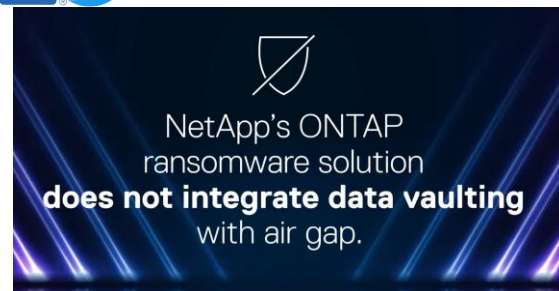 NetApp's ONTAP
ransomware solution
does not integrate data vaulting
with air gap.